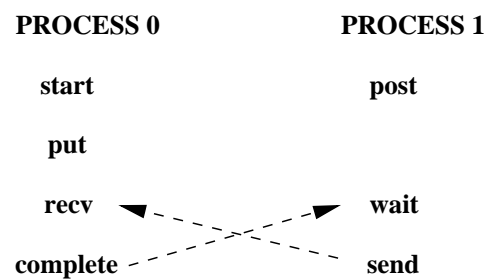 PROCESS 0 PROCESS 1
start post
put
recv wait
complete send